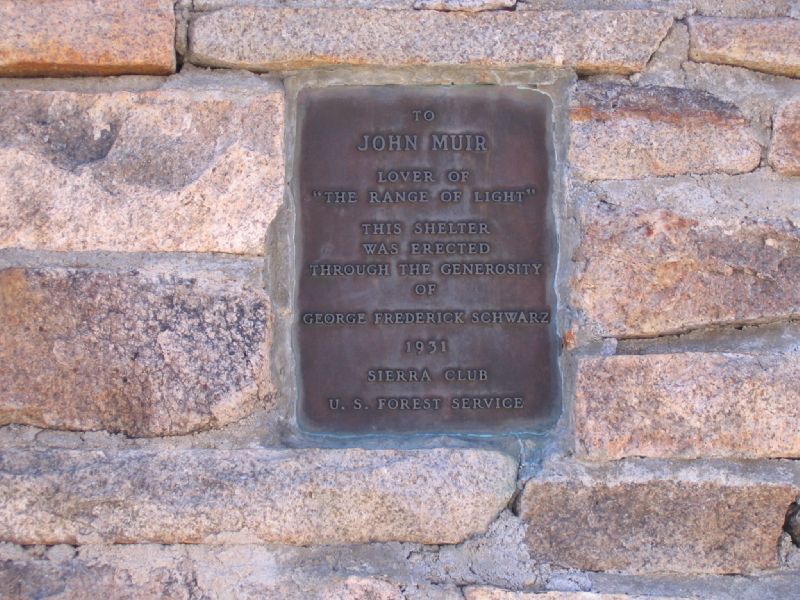 TO
JOHN MUIR
LOVER OF
"THE RANGE OF LIGHT"
THIS SHELTER
WAS ERECTED
THROUGH THE GENEROSITY
OF
GEORGE FREDERICK SCHWARZ
1931
SIERRA CLUB
U. S. FOREST SERVICE